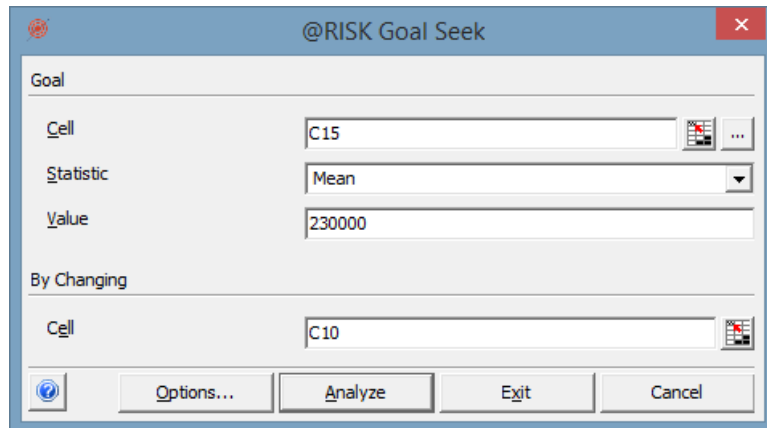 @RISK Goal Seek
Goal
Cell
C15
...
Statistic
Mean
Value
230000
By Changing
Cell
C10
?
Options...
Analyze
Exit
Cancel